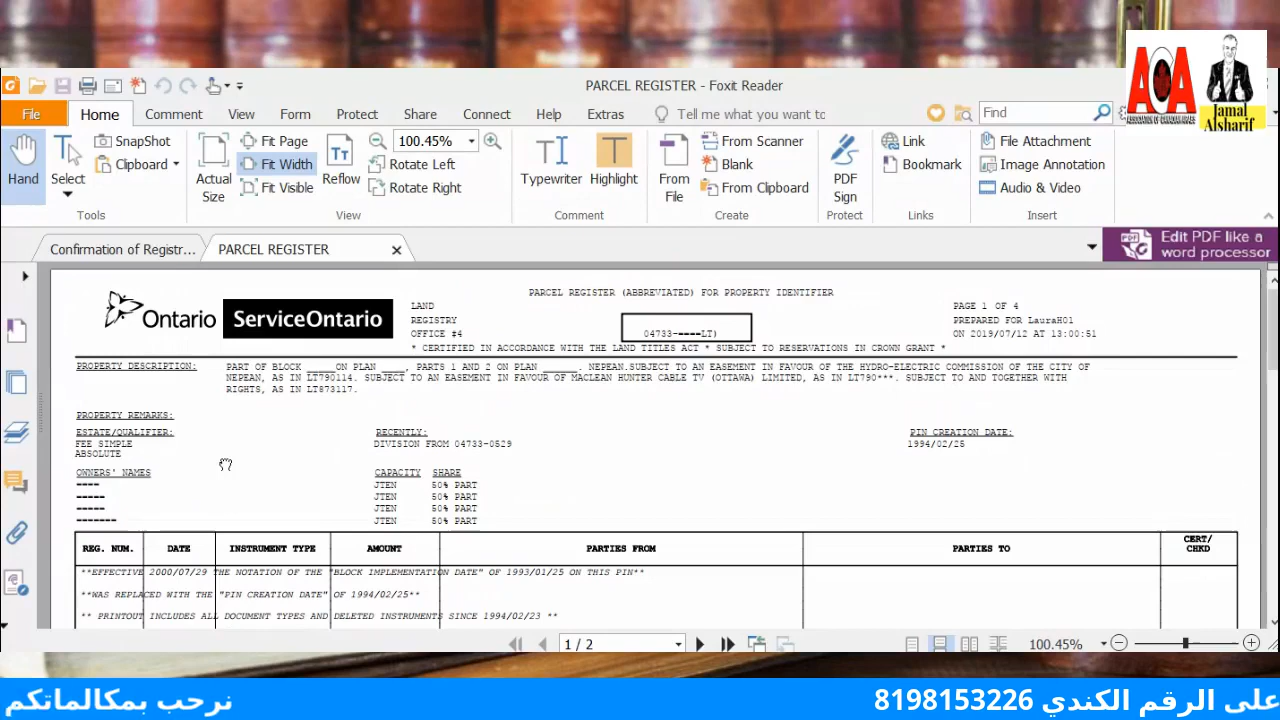 PARCEL REGISTER - Foxit Reader
File Home Comment View Form Protect Share Connect Help Extras Tell me what you want tc Find
Hand
Select
SnapShot
Clipboard
Tools
Actual Size
Fit Page
Fit Width
Fit Visible
Reflow
100.45%
Rotate Left
Rotate Right
View
Typewriter
Highlight
Comment
From File
From Scanner
Blank
From Clipboard
Create
PDF Sign
Protect
Link
Bookmark
Links
File Attachment
Image Annotation
Audio & Video
Insert
AOA
Jamal
Alsharif
Confirmation of Registr... PARCEL REGISTER
Edit PDF like a
word processor
Ontario ServiceOntario
LAND
REGISTRY
OFFICE #4
PARCEL REGISTER (ABBREVIATED) FOR PROPERTY IDENTIFIER
04733-----LT)
PAGE 1 OF 4
PREPARED FOR LauraH01
ON 2019/07/12 AT 13:00:51
* CERTIFIED IN ACCORDANCE WITH THE LAND TITLES ACT * SUBJECT TO RESERVATIONS IN CROWN GRANT *
PROPERTY DESCRIPTION: PART OF BLOCK ____ON PLAN ___, PARTS 1 AND 2 ON PLAN _____. NEPEAN.SUBJECT TO AN EASEMENT IN FAVOUR OF THE HYDRO-ELECTRIC COMMISSION OF THE CITY OF
NEPEAN, AS IN LT790114. SUBJECT TO AN EASEMENT IN FAVOUR OF MACLEAN HUNTER CABLE TV (OTTAWA) LIMITED, AS IN LT790***. SUBJECT TO AND TOGETHER WITH
RIGHTS, AS IN LT873117.
PROPERTY REMARKS:
ESTATE/QUALIFIER: RECENTLY: PIN CREATION DATE:
FEE SIMPLE DIVISION FROM 04733-0529 1994/02/25
ABSOLUTE
OWNERS' NAMES CAPACITY SHARE
---- JTEN 50% PART
----- JTEN 50% PART
----- JTEN 50% PART
------- JTEN 50% PART
REG. NUM. DATE INSTRUMENT TYPE AMOUNT PARTIES FROM PARTIES TO CERT/ CHKD
**EFFECTIVE 2000/07/29 THE NOTATION OF THE "BLOCK IMPLEMENTATION DATE" OF 1993/01/25 ON THIS PIN**
**WAS REPLACED WITH THE "PIN CREATION DATE" OF 1994/02/25**
** PRINTOUT INCLUDES ALL DOCUMENT TYPES AND DELETED INSTRUMENTS SINCE 1994/02/23 **
1 / 2
100.45%
على الرقم الكندي 8198153226
نرحب بمكالماتكم